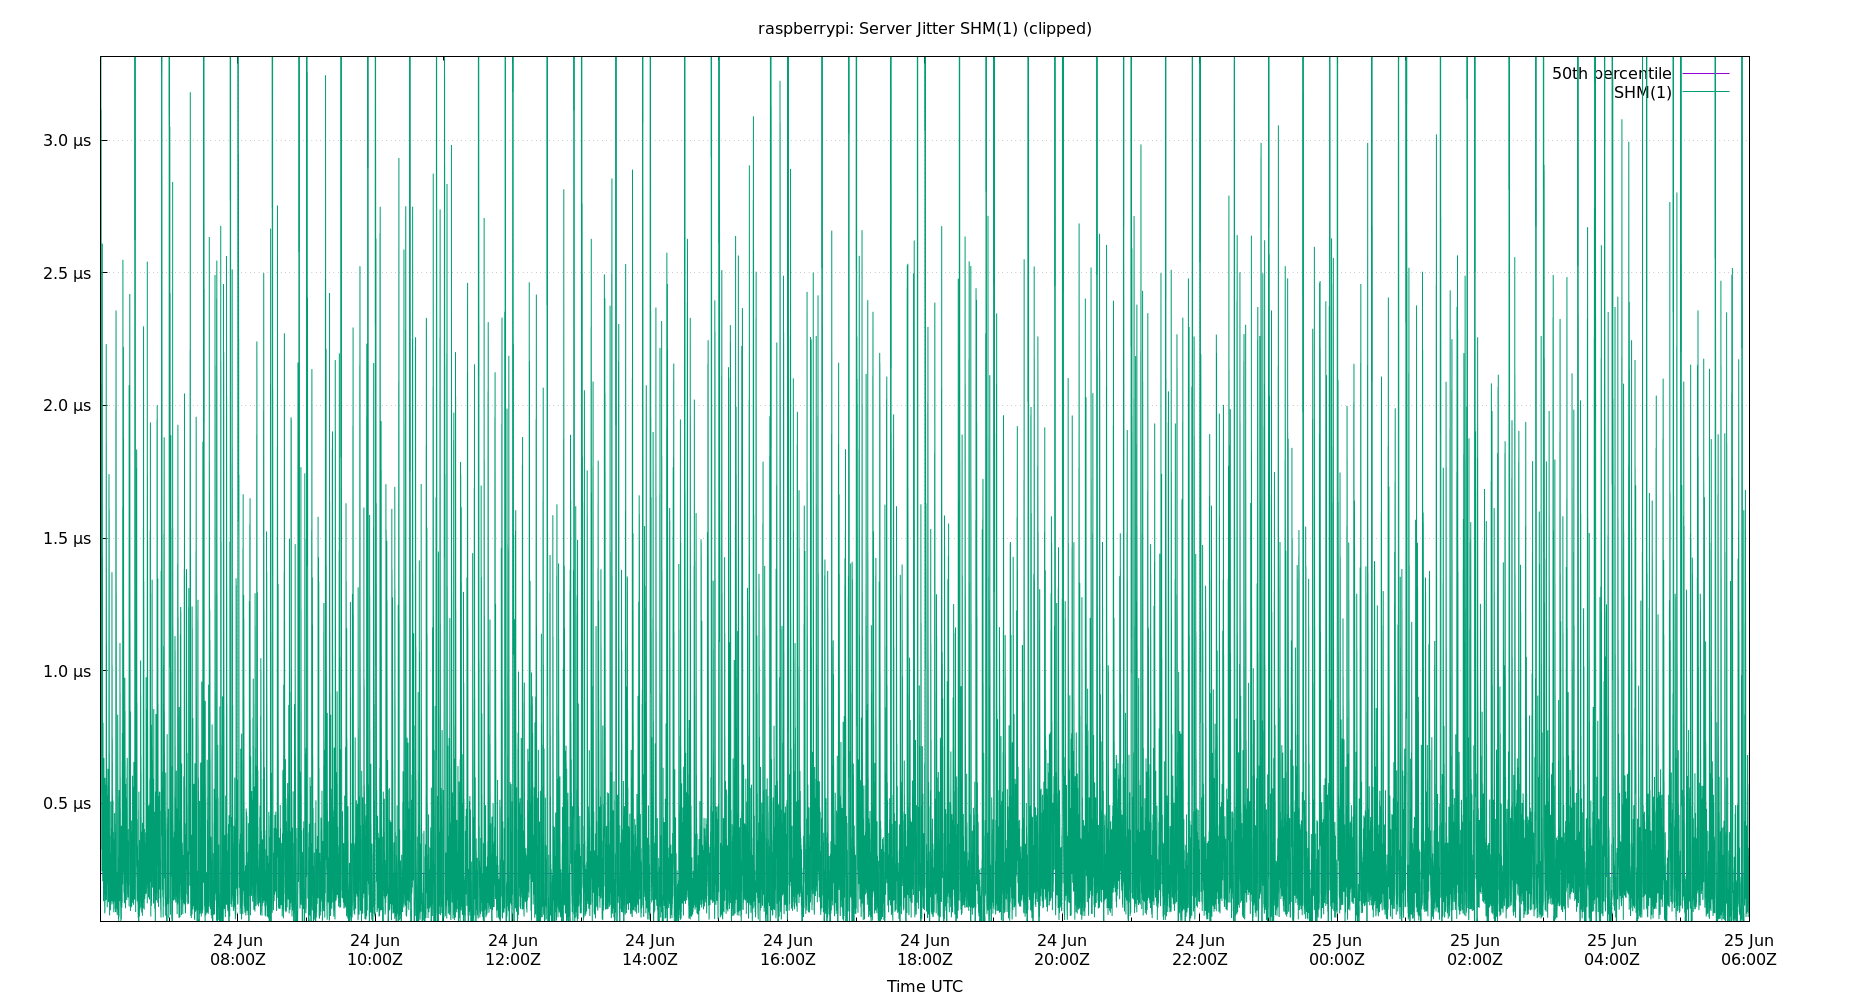 raspberrypi: Server Jitter SHM(1) (clipped)
50th percentile
SHM(1)
3.0 µs
2.5 µs
2.0 µs
1.5 µs
1.0 µs
0.5 µs
24 Jun 24 Jun 24 Jun 24 Jun 24 Jun 24 Jun 24 Jun 24 Jun 25 Jun 25 Jun 25 Jun 25 Jun
08:00Z 10:00Z 12:00Z 14:00Z 16:00Z 18:00Z 20:00Z 22:00Z 00:00Z 02:00Z 04:00Z 06:00Z
Time UTC